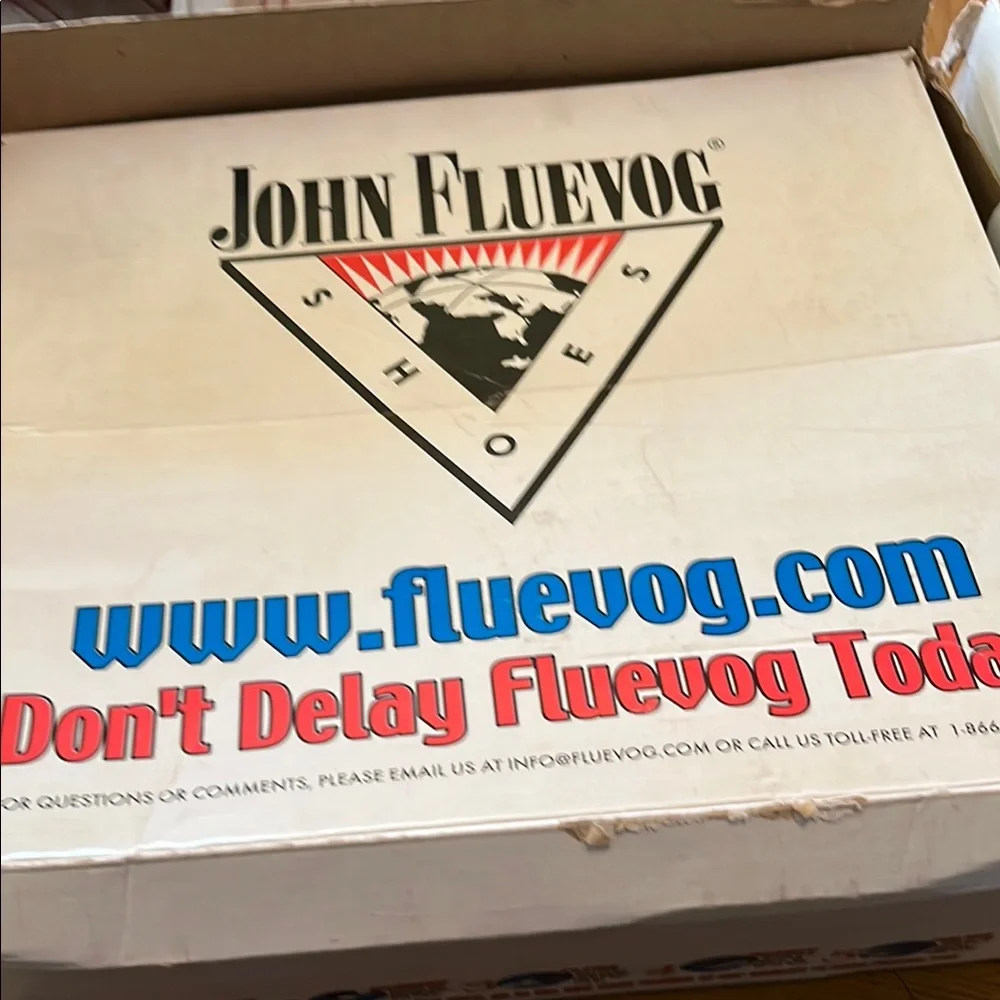 JOHN FLUEVOG®
SHOES
www.fluevog.com
Don't Delay Fluevog Toda
OR QUESTIONS OR COMMENTS, PLEASE EMAIL US AT INFO@FLUEVOG.COM OR CALL US TOLL-FREE AT 1-866